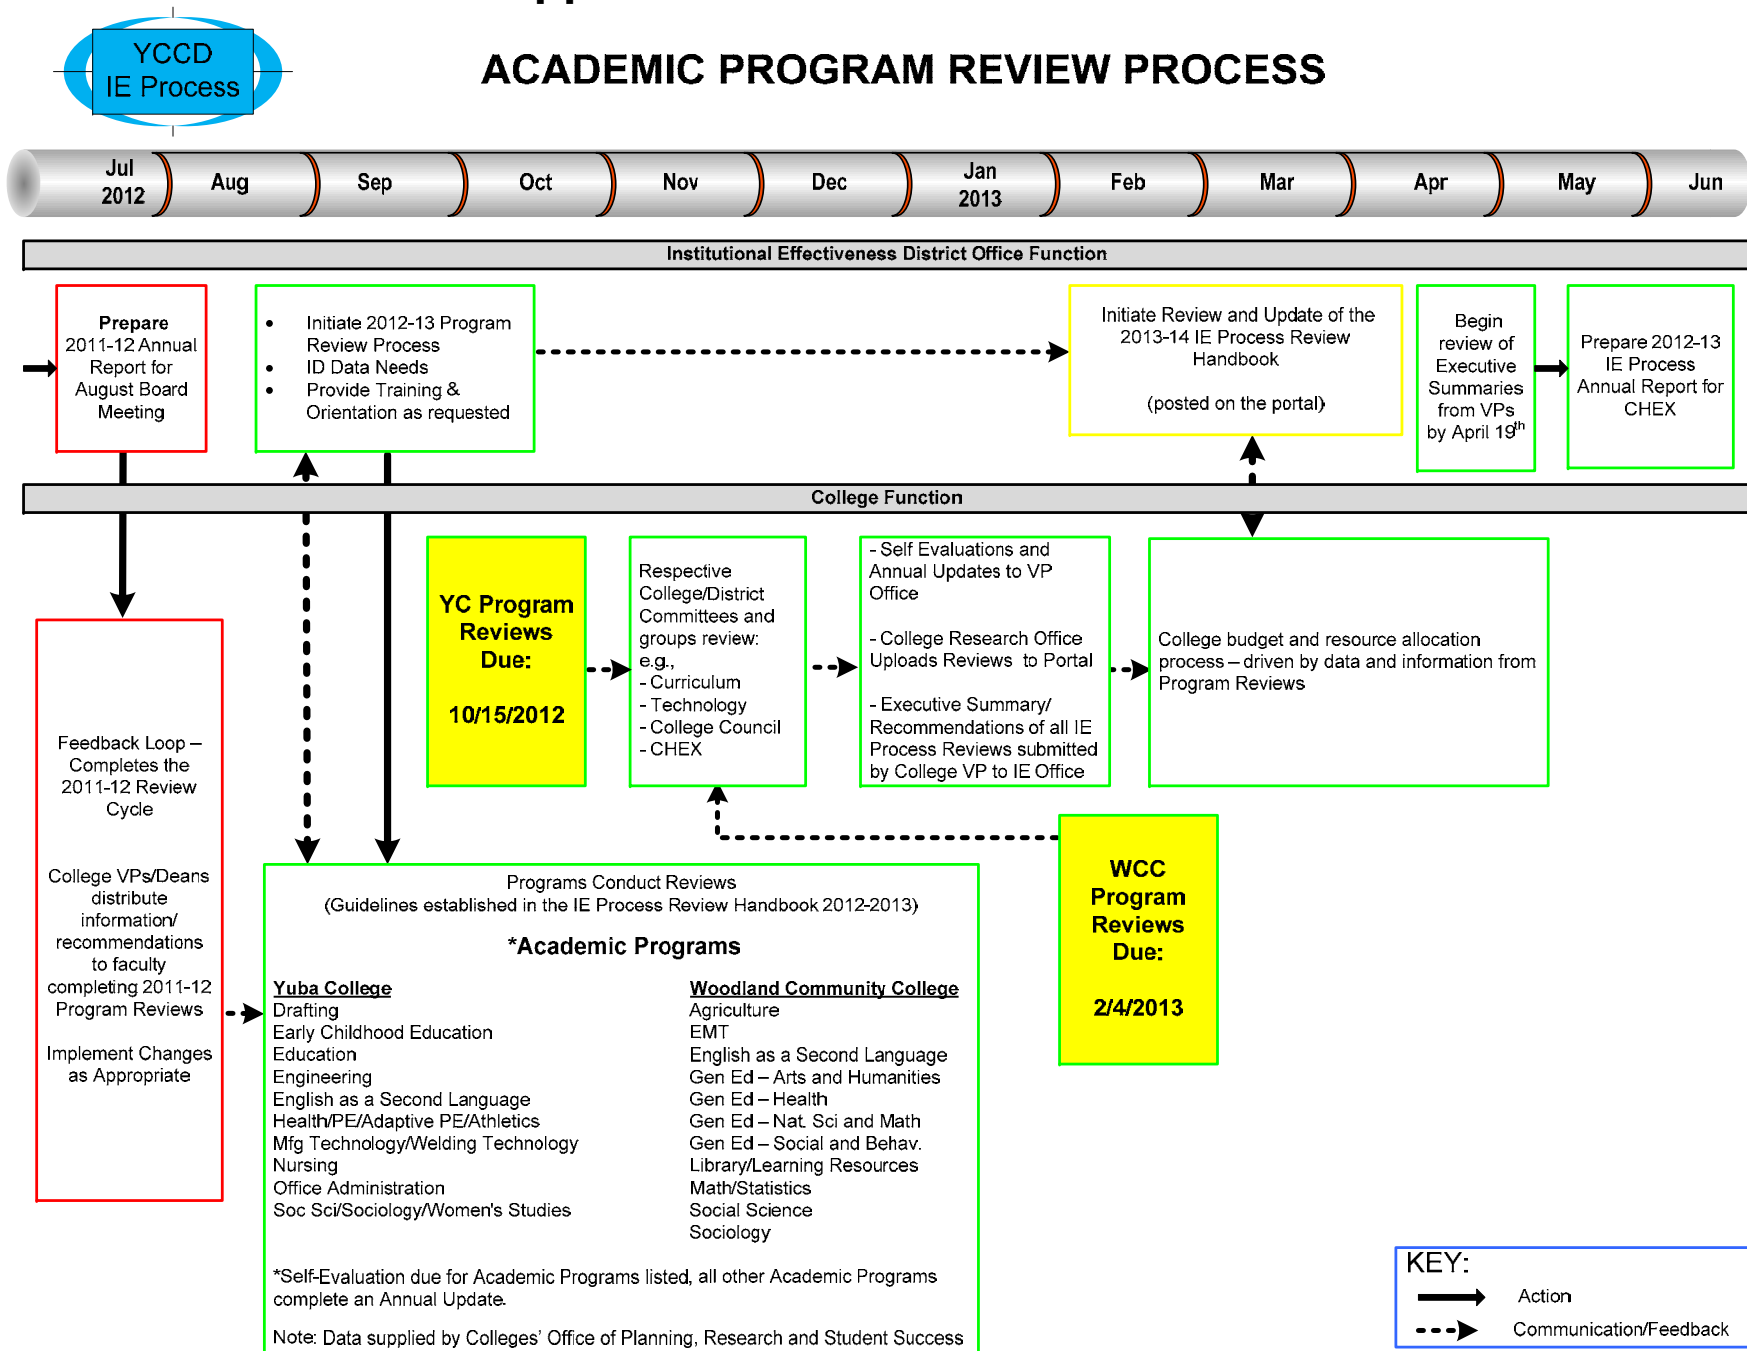 YCCD
IE Process
ACADEMIC PROGRAM REVIEW PROCESS
Jul
2012
Aug
Sep
Oct
Nov
Dec
Jan
2013
Feb
Mar
Apr
May
Jun
Institutional Effectiveness District Office Function
Prepare
2011-12 Annual
Report for
August Board
Meeting
• Initiate 2012-13 Program
Review Process
• ID Data Needs
• Provide Training &
Orientation as requested
Initiate Review and Update of the
2013-14 IE Process Review
Handbook
(posted on the portal)
Begin
review of
Executive
Summaries
from VPs
by April 19th
Prepare 2012-13
IE Process
Annual Report for
CHEX
College Function
YC Program
Reviews
Due:
10/15/2012
Respective
College/District
Committees and
groups review:
e.g.,
- Curriculum
- Technology
- College Council
- CHEX
- Self Evaluations and
Annual Updates to VP
Office
- College Research Office
Uploads Reviews to Portal
- Executive Summary/
Recommendations of all IE
Process Reviews submitted
by College VP to IE Office
College budget and resource allocation
process – driven by data and information from
Program Reviews
Feedback Loop –
Completes the
2011-12 Review
Cycle
College VPs/Deans
distribute
information/
recommendations
to faculty
completing 2011-12
Program Reviews
Implement Changes
as Appropriate
WCC
Program
Reviews
Due:
2/4/2013
Programs Conduct Reviews
(Guidelines established in the IE Process Review Handbook 2012-2013)
*Academic Programs
Yuba College
Drafting
Early Childhood Education
Education
Engineering
English as a Second Language
Health/PE/Adaptive PE/Athletics
Mfg Technology/Welding Technology
Nursing
Office Administration
Soc Sci/Sociology/Women's Studies
Woodland Community College
Agriculture
EMT
English as a Second Language
Gen Ed – Arts and Humanities
Gen Ed – Health
Gen Ed – Nat. Sci and Math
Gen Ed – Social and Behav.
Library/Learning Resources
Math/Statistics
Social Science
Sociology
*Self-Evaluation due for Academic Programs listed, all other Academic Programs
complete an Annual Update.
Note: Data supplied by Colleges' Office of Planning, Research and Student Success
KEY:
Action
Communication/Feedback